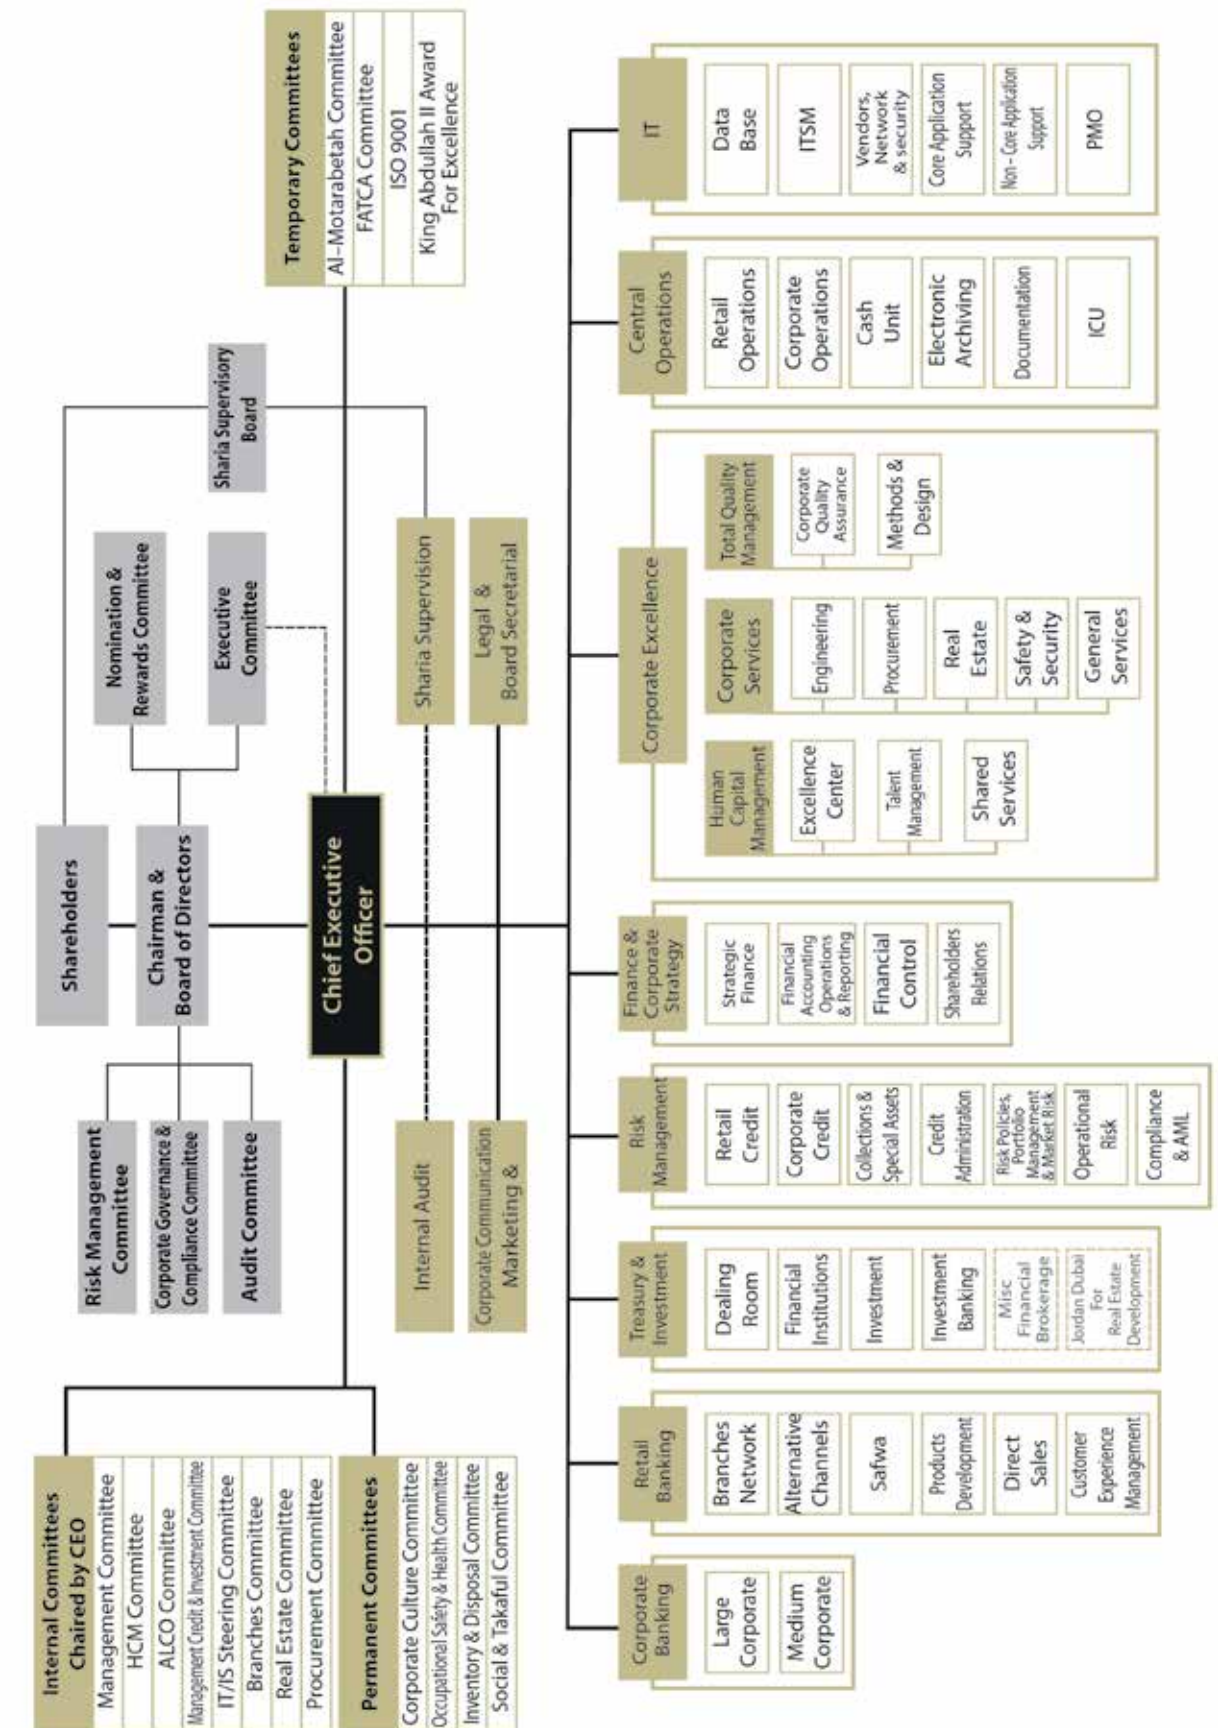 Shareholders
Chairman &
Board of Directors
Risk Management
Committee
Corporate Governance &
Compliance Committee
Audit Committee
Nomination &
Rewards Committee
Executive
Committee
Sharia Supervisory
Board
Chief Executive
Officer
Internal Committees
Chaired by CEO
Management Committee
HCM Committee
ALCO Committee
Management Credit & Investment Committee
IT/IS Steering Committee
Branches Committee
Real Estate Committee
Procurement Committee
Permanent Committees
Corporate Culture Committee
Occupational Safety & Health Committee
Inventory & Disposal Committee
Social & Takaful Committee
Temporary Committees
Al-Motarabetah Committee
FATCA Committee
ISO 9001
King Abdullah II Award
For Excellence
Internal Audit
Sharia Supervision
Corporate Communication
Marketing &
Legal &
Board Secretarial
Corporate
Banking
Large
Corporate
Medium
Corporate
Retail
Banking
Branches
Network
Alternative
Channels
Safwa
Products
Development
Direct
Sales
Customer
Experience
Management
Treasury &
Investment
Dealing
Room
Financial
Institutions
Investment
Investment
Banking
Misc
Financial
Brokerage
Jordan Dubai
For
Real Estate
Development
Risk
Management
Retail
Credit
Corporate
Credit
Collections &
Special Assets
Credit
Administration
Risk Policies,
Portfolio
Management
& Market Risk
Operational
Risk
Compliance
& AML
Finance &
Corporate
Strategy
Strategic
Finance
Financial
Accounting
Operations
& Reporting
Financial
Control
Shareholders
Relations
Corporate Excellence
Human
Capital
Management
Excellence
Center
Talent
Management
Shared
Services
Corporate
Services
Engineering
Procurement
Real
Estate
Safety &
Security
General
Services
Total Quality
Management
Corporate
Quality
Assurance
Methods &
Design
Central
Operations
Retail
Operations
Corporate
Operations
Cash
Unit
Electronic
Archiving
Documentation
ICU
IT
Data
Base
ITSM
Vendors,
Network
& security
Core Application
Support
Non - Core Application
Support
PMO